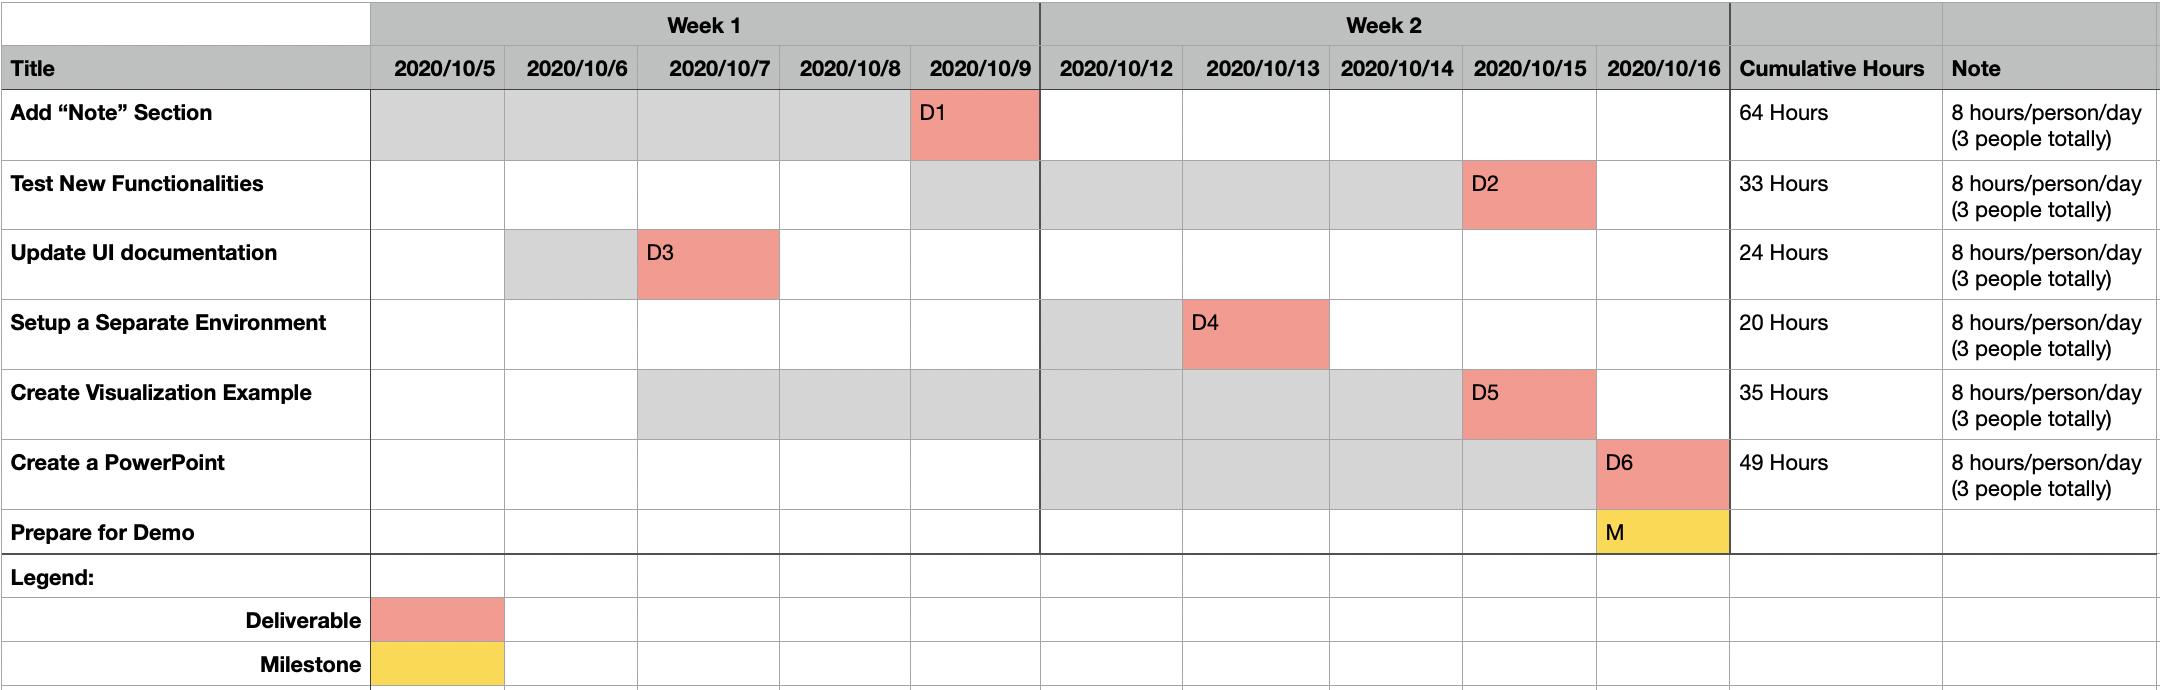 Week 1 Week 2
Title 2020/10/5 2020/10/6 2020/10/7 2020/10/8 2020/10/9 2020/10/12 2020/10/13 2020/10/14 2020/10/15 2020/10/16 Cumulative Hours Note
Add “Note” Section D1 64 Hours 8 hours/person/day
(3 people totally)
Test New Functionalities D2 33 Hours 8 hours/person/day
(3 people totally)
Update UI documentation D3 24 Hours 8 hours/person/day
(3 people totally)
Setup a Separate Environment D4 20 Hours 8 hours/person/day
(3 people totally)
Create Visualization Example D5 35 Hours 8 hours/person/day
(3 people totally)
Create a PowerPoint D6 49 Hours 8 hours/person/day
(3 people totally)
Prepare for Demo M
Legend:
Deliverable
Milestone